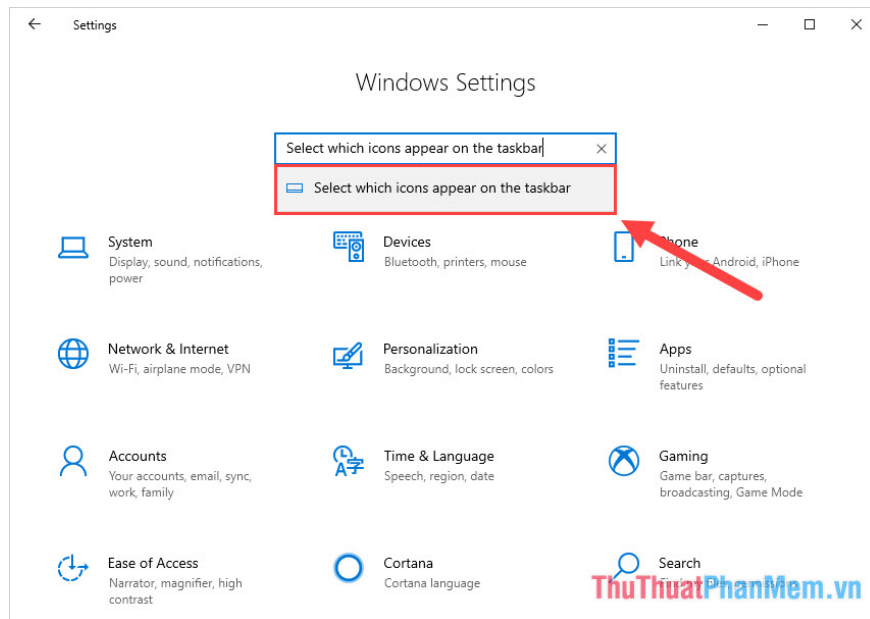 Settings
Windows Settings
Select which icons appear on the taskbar
Select which icons appear on the taskbar
System
Display, sound, notifications,
power
Devices
Bluetooth, printers, mouse
Phone
Link your Android, iPhone
Network & Internet
Wi-Fi, airplane mode, VPN
Personalization
Background, lock screen, colors
Apps
Uninstall, defaults, optional
features
Accounts
Your accounts, email, sync,
work, family
Time & Language
Speech, region, date
Gaming
Game bar, captures,
broadcasting, Game Mode
Ease of Access
Narrator, magnifier, high
contrast
Cortana
Cortana language
Search
Find my files, permissions
ThuThuatPhanMem.vn